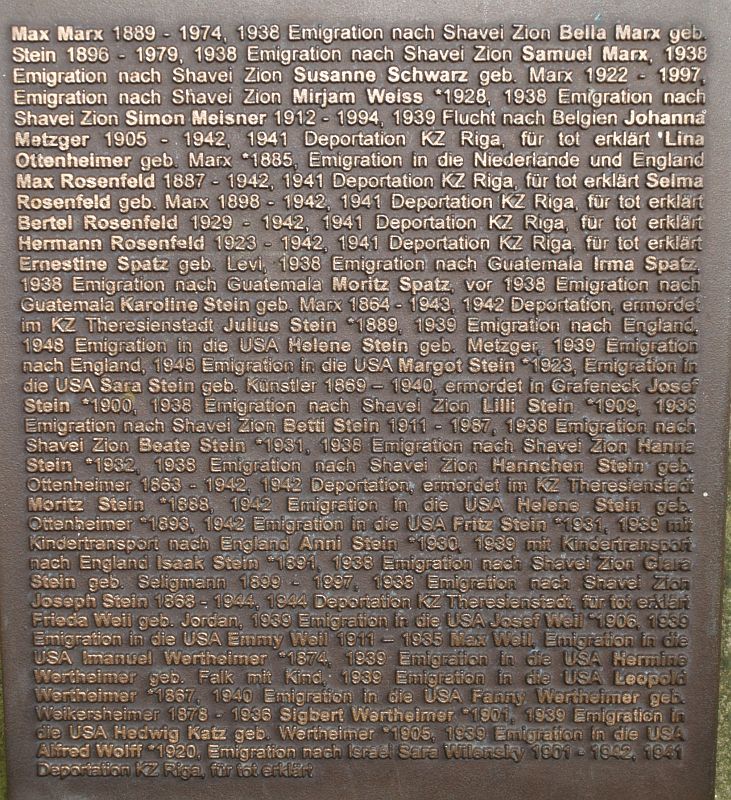 Max Marx 1889 - 1974, 1938 Emigration nach Shavei Zion Bella Marx geb.
Stein 1896 - 1979, 1938 Emigration nach Shavei Zion Samuel Marx, 1938
Emigration nach Shavei Zion Susanne Schwarz geb. Marx 1922 - 1997,
Emigration nach Shavei Zion Mirjam Weiss *1928, 1938 Emigration nach
Shavei Zion Simon Meisner 1912 - 1994, 1939 Flucht nach Belgien Johanna
Metzger 1905 - 1942, 1941 Deportation KZ Riga, für tot erklärt Lina
Ottenheimer geb. Marx *1885, Emigration in die Niederlande und England
Max Rosenfeld 1887 - 1942, 1941 Deportation KZ Riga, für tot erklärt Selma
Rosenfeld geb. Marx 1898 - 1942, 1941 Deportation KZ Riga, für tot erklärt
Bertel Rosenfeld 1929 - 1942, 1941 Deportation KZ Riga, für tot erklärt
Hermann Rosenfeld 1923 - 1942, 1941 Deportation KZ Riga, für tot erklärt
Ernestine Spatz geb. Levi, 1938 Emigration nach Guatemala Irma Spatz,
1938 Emigration nach Guatemala Moritz Spatz, vor 1938 Emigration nach
Guatemala Karoline Stein geb. Marx 1864 - 1943, 1942 Deportation, ermordet
im KZ Theresienstadt Julius Stein *1889, 1939 Emigration nach England,
1948 Emigration in die USA Helene Stein geb. Metzger, 1939 Emigration
nach England, 1948 Emigration in die USA Margot Stein *1923, Emigration in
die USA Sara Stein geb. Künstler 1869 – 1940, ermordet in Grafeneck Josef
Stein *1900, 1938 Emigration nach Shavei Zion Lilli Stein *1909, 1938
Emigration nach Shavei Zion Betti Stein 1911 - 1987, 1938 Emigration nach
Shavei Zion Beate Stein *1931, 1938 Emigration nach Shavei Zion Hanna
Stein *1932, 1938 Emigration nach Shavei Zion Hannchen Stein geb.
Ottenheimer 1863 - 1942, 1942 Deportation, ermordet im KZ Theresienstadt
Moritz Stein *1888, 1942 Emigration in die USA Helene Stein geb.
Ottenheimer *1893, 1942 Emigration in die USA Fritz Stein *1931, 1939 mit
Kindertransport nach England Anni Stein *1930, 1939 mit Kindertransport
nach England Isaak Stein *1891, 1938 Emigration nach Shavei Zion Clara
Stein geb. Seligmann 1899 - 1997, 1938 Emigration nach Shavei Zion
Joseph Stein 1868 - 1944, 1944 Deportation KZ Theresienstadt, für tot erklärt
Frieda Weil geb. Jordan, 1939 Emigration in die USA Josef Weil *1906, 1939
Emigration in die USA Emmy Weil 1911 – 1935 Max Weil, Emigration in die
USA Imanuel Wertheimer *1874, 1939 Emigration in die USA Hermine
Wertheimer geb. Falk mit Kind, 1939 Emigration in die USA Leopold
Wertheimer *1867, 1940 Emigration in die USA Fanny Wertheimer geb.
Weikersheimer 1878 - 1936 Sigbert Wertheimer *1901, 1939 Emigration in
die USA Hedwig Katz geb. Wertheimer *1905, 1939 Emigration in die USA
Alfred Wolff *1920, Emigration nach Israel Sara Wilensky 1901 - 1942, 1941
Deportation KZ Riga, für tot erklärt